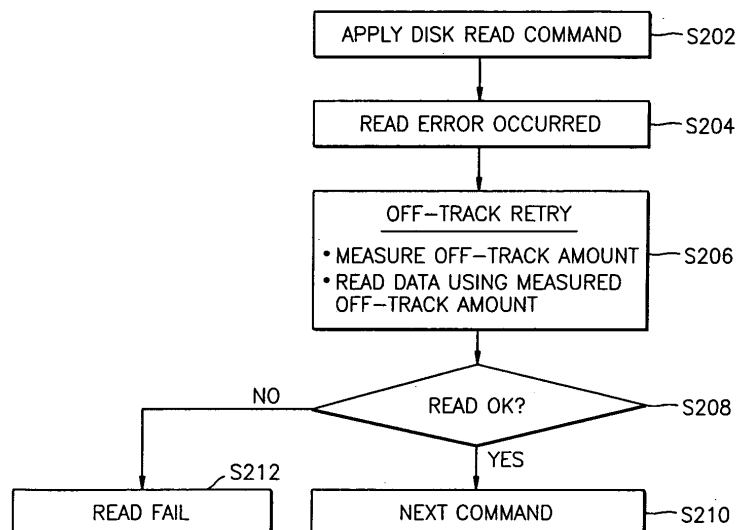 APPLY DISK READ COMMAND
S202
READ ERROR OCCURRED
S204
OFF-TRACK RETRY
• MEASURE OFF-TRACK AMOUNT
• READ DATA USING MEASURED
OFF-TRACK AMOUNT
S206
READ OK?
S208
NO
YES
S212
READ FAIL
NEXT COMMAND
S210